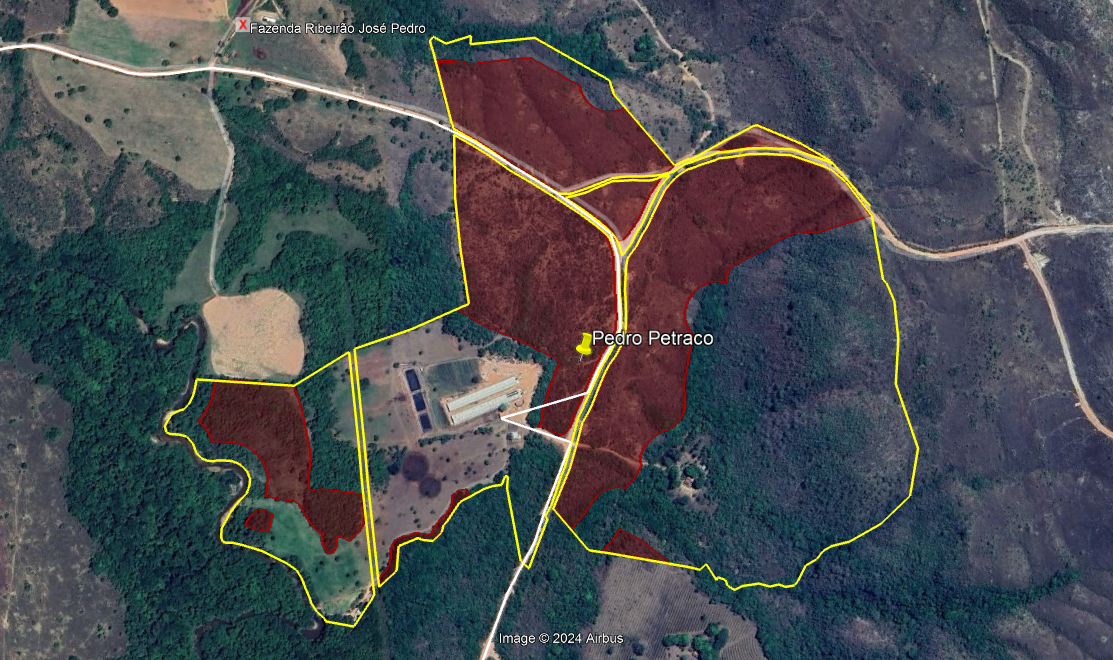 X
Fazenda Ribeirão José Pedro
Pedro Petraco
Image © 2024 Airbus